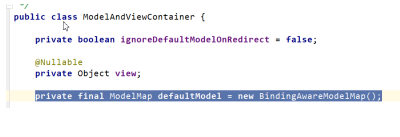 */
public class ModelAndViewContainer {
private boolean ignoreDefaultModelOnRedirect = false;
@Nullable
private Object view;
private final ModelMap defaultModel = new BindingAwareModelMap();